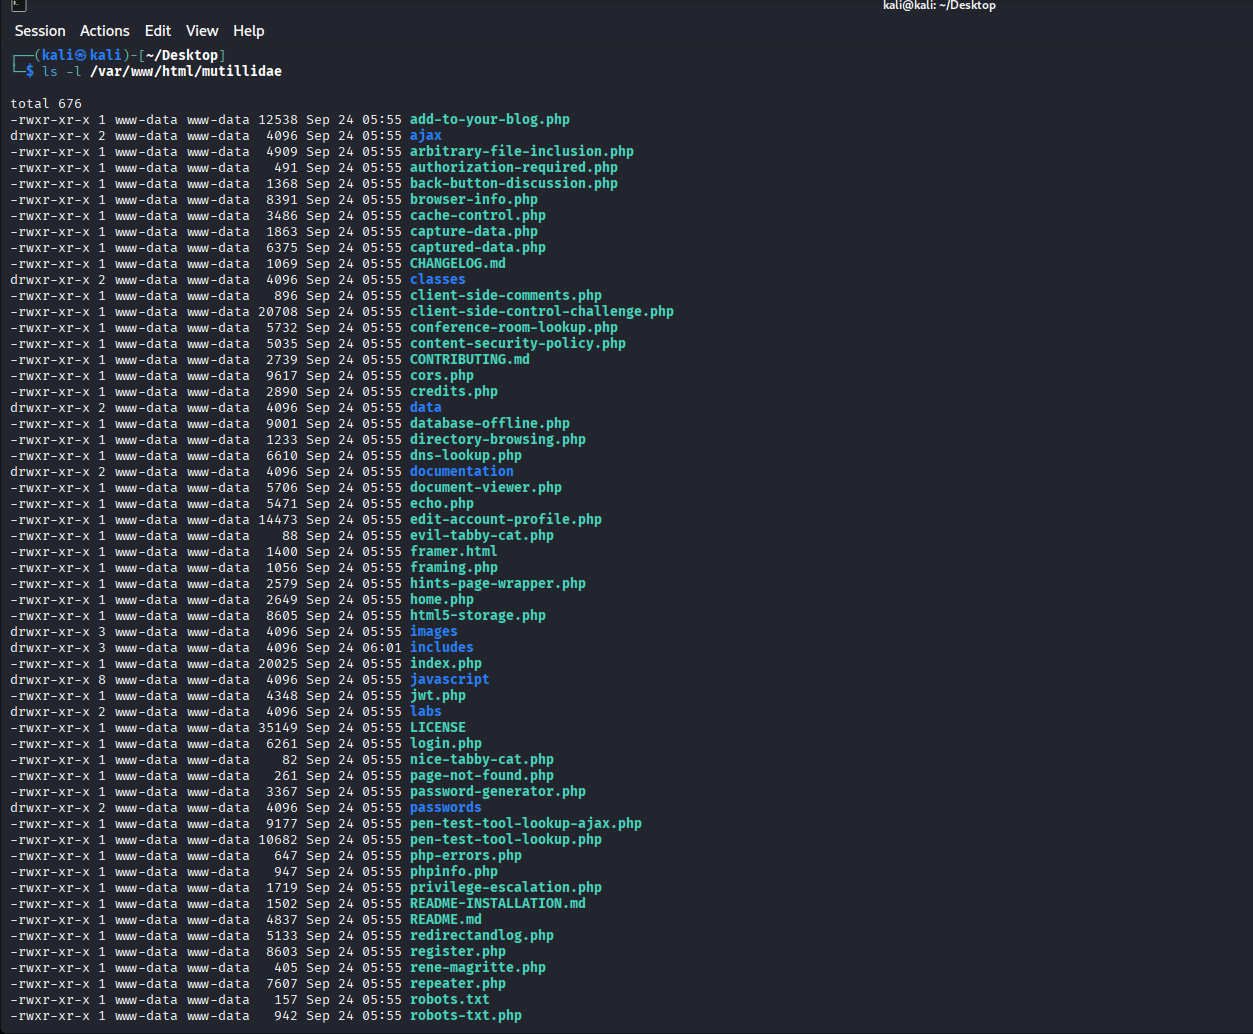 kali@kali: ~/Desktop
Session Actions Edit View Help
┌──(kali㉿kali)-[~/Desktop]
└─$ ls -l /var/www/html/mutillidae
total 676
-rwxr-xr-x 1 www-data www-data 12538 Sep 24 05:55 add-to-your-blog.php
drwxr-xr-x 2 www-data www-data  4096 Sep 24 05:55 ajax
-rwxr-xr-x 1 www-data www-data  4909 Sep 24 05:55 arbitrary-file-inclusion.php
-rwxr-xr-x 1 www-data www-data   491 Sep 24 05:55 authorization-required.php
-rwxr-xr-x 1 www-data www-data  1368 Sep 24 05:55 back-button-discussion.php
-rwxr-xr-x 1 www-data www-data  8391 Sep 24 05:55 browser-info.php
-rwxr-xr-x 1 www-data www-data  3486 Sep 24 05:55 cache-control.php
-rwxr-xr-x 1 www-data www-data  1863 Sep 24 05:55 capture-data.php
-rwxr-xr-x 1 www-data www-data  6375 Sep 24 05:55 captured-data.php
-rwxr-xr-x 1 www-data www-data  1069 Sep 24 05:55 CHANGELOG.md
drwxr-xr-x 2 www-data www-data  4096 Sep 24 05:55 classes
-rwxr-xr-x 1 www-data www-data   896 Sep 24 05:55 client-side-comments.php
-rwxr-xr-x 1 www-data www-data 20708 Sep 24 05:55 client-side-control-challenge.php
-rwxr-xr-x 1 www-data www-data  5732 Sep 24 05:55 conference-room-lookup.php
-rwxr-xr-x 1 www-data www-data  5035 Sep 24 05:55 content-security-policy.php
-rwxr-xr-x 1 www-data www-data  2739 Sep 24 05:55 CONTRIBUTING.md
-rwxr-xr-x 1 www-data www-data  9617 Sep 24 05:55 cors.php
-rwxr-xr-x 1 www-data www-data  2890 Sep 24 05:55 credits.php
drwxr-xr-x 2 www-data www-data  4096 Sep 24 05:55 data
-rwxr-xr-x 1 www-data www-data  9001 Sep 24 05:55 database-offline.php
-rwxr-xr-x 1 www-data www-data  1233 Sep 24 05:55 directory-browsing.php
-rwxr-xr-x 1 www-data www-data  6610 Sep 24 05:55 dns-lookup.php
drwxr-xr-x 2 www-data www-data  4096 Sep 24 05:55 documentation
-rwxr-xr-x 1 www-data www-data  5706 Sep 24 05:55 document-viewer.php
-rwxr-xr-x 1 www-data www-data  5471 Sep 24 05:55 echo.php
-rwxr-xr-x 1 www-data www-data 14473 Sep 24 05:55 edit-account-profile.php
-rwxr-xr-x 1 www-data www-data    88 Sep 24 05:55 evil-tabby-cat.php
-rwxr-xr-x 1 www-data www-data  1400 Sep 24 05:55 framer.html
-rwxr-xr-x 1 www-data www-data  1056 Sep 24 05:55 framing.php
-rwxr-xr-x 1 www-data www-data  2579 Sep 24 05:55 hints-page-wrapper.php
-rwxr-xr-x 1 www-data www-data  2649 Sep 24 05:55 home.php
-rwxr-xr-x 1 www-data www-data  8605 Sep 24 05:55 html5-storage.php
drwxr-xr-x 3 www-data www-data  4096 Sep 24 05:55 images
drwxr-xr-x 3 www-data www-data  4096 Sep 24 06:01 includes
-rwxr-xr-x 1 www-data www-data 20025 Sep 24 05:55 index.php
drwxr-xr-x 8 www-data www-data  4096 Sep 24 05:55 javascript
-rwxr-xr-x 1 www-data www-data  4348 Sep 24 05:55 jwt.php
drwxr-xr-x 2 www-data www-data  4096 Sep 24 05:55 labs
-rwxr-xr-x 1 www-data www-data 35149 Sep 24 05:55 LICENSE
-rwxr-xr-x 1 www-data www-data  6261 Sep 24 05:55 login.php
-rwxr-xr-x 1 www-data www-data    82 Sep 24 05:55 nice-tabby-cat.php
-rwxr-xr-x 1 www-data www-data   261 Sep 24 05:55 page-not-found.php
-rwxr-xr-x 1 www-data www-data  3367 Sep 24 05:55 password-generator.php
drwxr-xr-x 2 www-data www-data  4096 Sep 24 05:55 passwords
-rwxr-xr-x 1 www-data www-data  9177 Sep 24 05:55 pen-test-tool-lookup-ajax.php
-rwxr-xr-x 1 www-data www-data 10682 Sep 24 05:55 pen-test-tool-lookup.php
-rwxr-xr-x 1 www-data www-data   647 Sep 24 05:55 php-errors.php
-rwxr-xr-x 1 www-data www-data   947 Sep 24 05:55 phpinfo.php
-rwxr-xr-x 1 www-data www-data  1719 Sep 24 05:55 privilege-escalation.php
-rwxr-xr-x 1 www-data www-data  1502 Sep 24 05:55 README-INSTALLATION.md
-rwxr-xr-x 1 www-data www-data  4837 Sep 24 05:55 README.md
-rwxr-xr-x 1 www-data www-data  5133 Sep 24 05:55 redirectandlog.php
-rwxr-xr-x 1 www-data www-data  8603 Sep 24 05:55 register.php
-rwxr-xr-x 1 www-data www-data   405 Sep 24 05:55 rene-magritte.php
-rwxr-xr-x 1 www-data www-data  7607 Sep 24 05:55 repeater.php
-rwxr-xr-x 1 www-data www-data   157 Sep 24 05:55 robots.txt
-rwxr-xr-x 1 www-data www-data   942 Sep 24 05:55 robots-txt.php